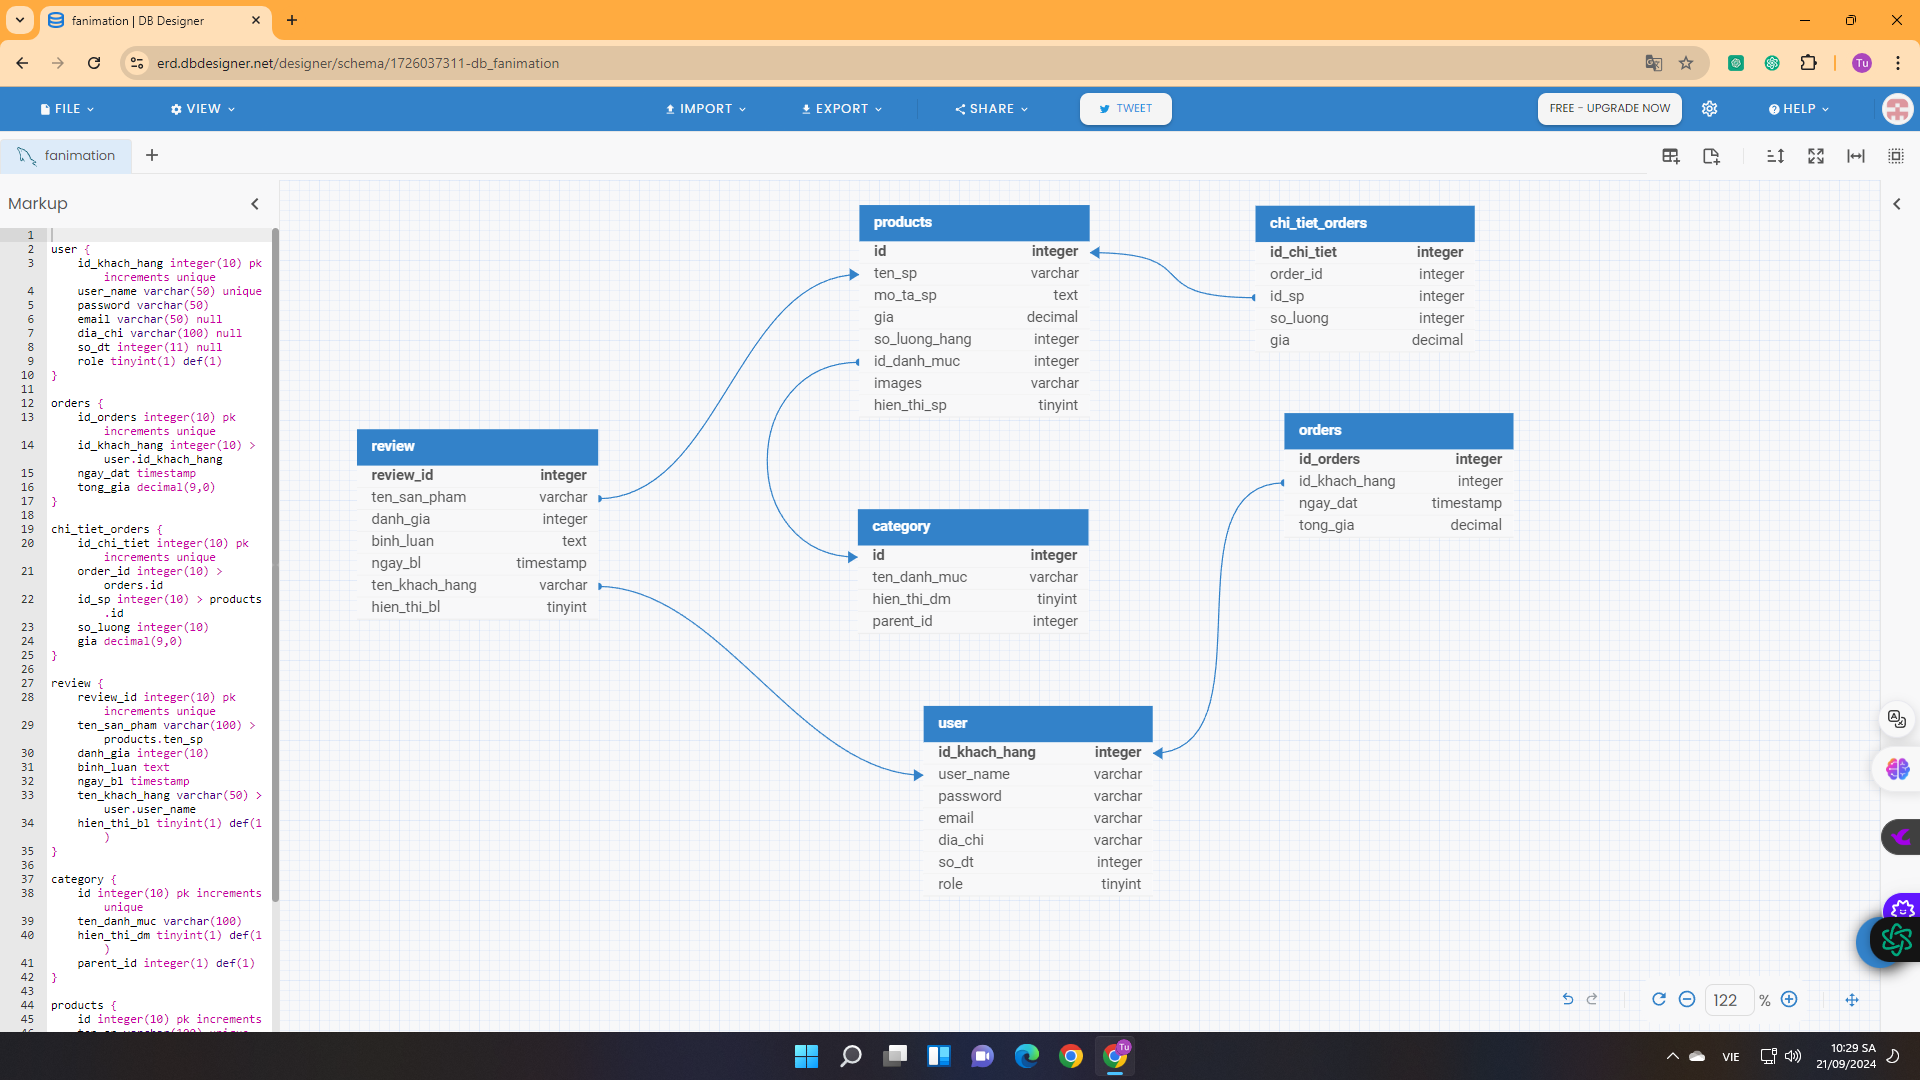 fanimation | DB Designer
erd.dbdesigner.net/designer/schema/1726037311-db_fanimation
Tu
FILE
VIEW
IMPORT
EXPORT
SHARE
TWEET
FREE - UPGRADE NOW
HELP
fanimation
Markup
1
2 user {
3 id_khach_hang integer(10) pk
increments unique
4 user_name varchar(50) unique
5 password varchar(50)
6 email varchar(50) null
7 dia_chi varchar(100) null
8 so_dt integer(11) null
9 role tinyint(1) def(1)
10 }
11
12 orders {
13 id_orders integer(10) pk
increments unique
14 id_khach_hang integer(10) >
user.id_khach_hang
15 ngay_dat timestamp
16 tong_gia decimal(9,0)
17 }
18
19 chi_tiet_orders {
20 id_chi_tiet integer(10) pk
increments unique
21 order_id integer(10) >
orders.id
22 id_sp integer(10) > products
.id
23 so_luong integer(10)
24 gia decimal(9,0)
25 }
26
27 review {
28 review_id integer(10) pk
increments unique
29 ten_san_pham varchar(100) >
products.ten_sp
30 danh_gia integer(10)
31 binh_luan text
32 ngay_bl timestamp
33 ten_khach_hang varchar(50) >
user.user_name
34 hien_thi_bl tinyint(1) def(1
)
35 }
36
37 category {
38 id integer(10) pk increments
unique
39 ten_danh_muc varchar(100)
40 hien_thi_dm tinyint(1) def(1
)
41 parent_id integer(1) def(1)
42 }
43
44 products {
45 id integer(10) pk increments
products
id integer
ten_sp varchar
mo_ta_sp text
gia decimal
so_luong_hang integer
id_danh_muc integer
images varchar
hien_thi_sp tinyint
chi_tiet_orders
id_chi_tiet integer
order_id integer
id_sp integer
so_luong integer
gia decimal
review
review_id integer
ten_san_pham varchar
danh_gia integer
binh_luan text
ngay_bl timestamp
ten_khach_hang varchar
hien_thi_bl tinyint
orders
id_orders integer
id_khach_hang integer
ngay_dat timestamp
tong_gia decimal
category
id integer
ten_danh_muc varchar
hien_thi_dm tinyint
parent_id integer
user
id_khach_hang integer
user_name varchar
password varchar
email varchar
dia_chi varchar
so_dt integer
role tinyint
122 %
Tu
VIE
10:29 SA
21/09/2024